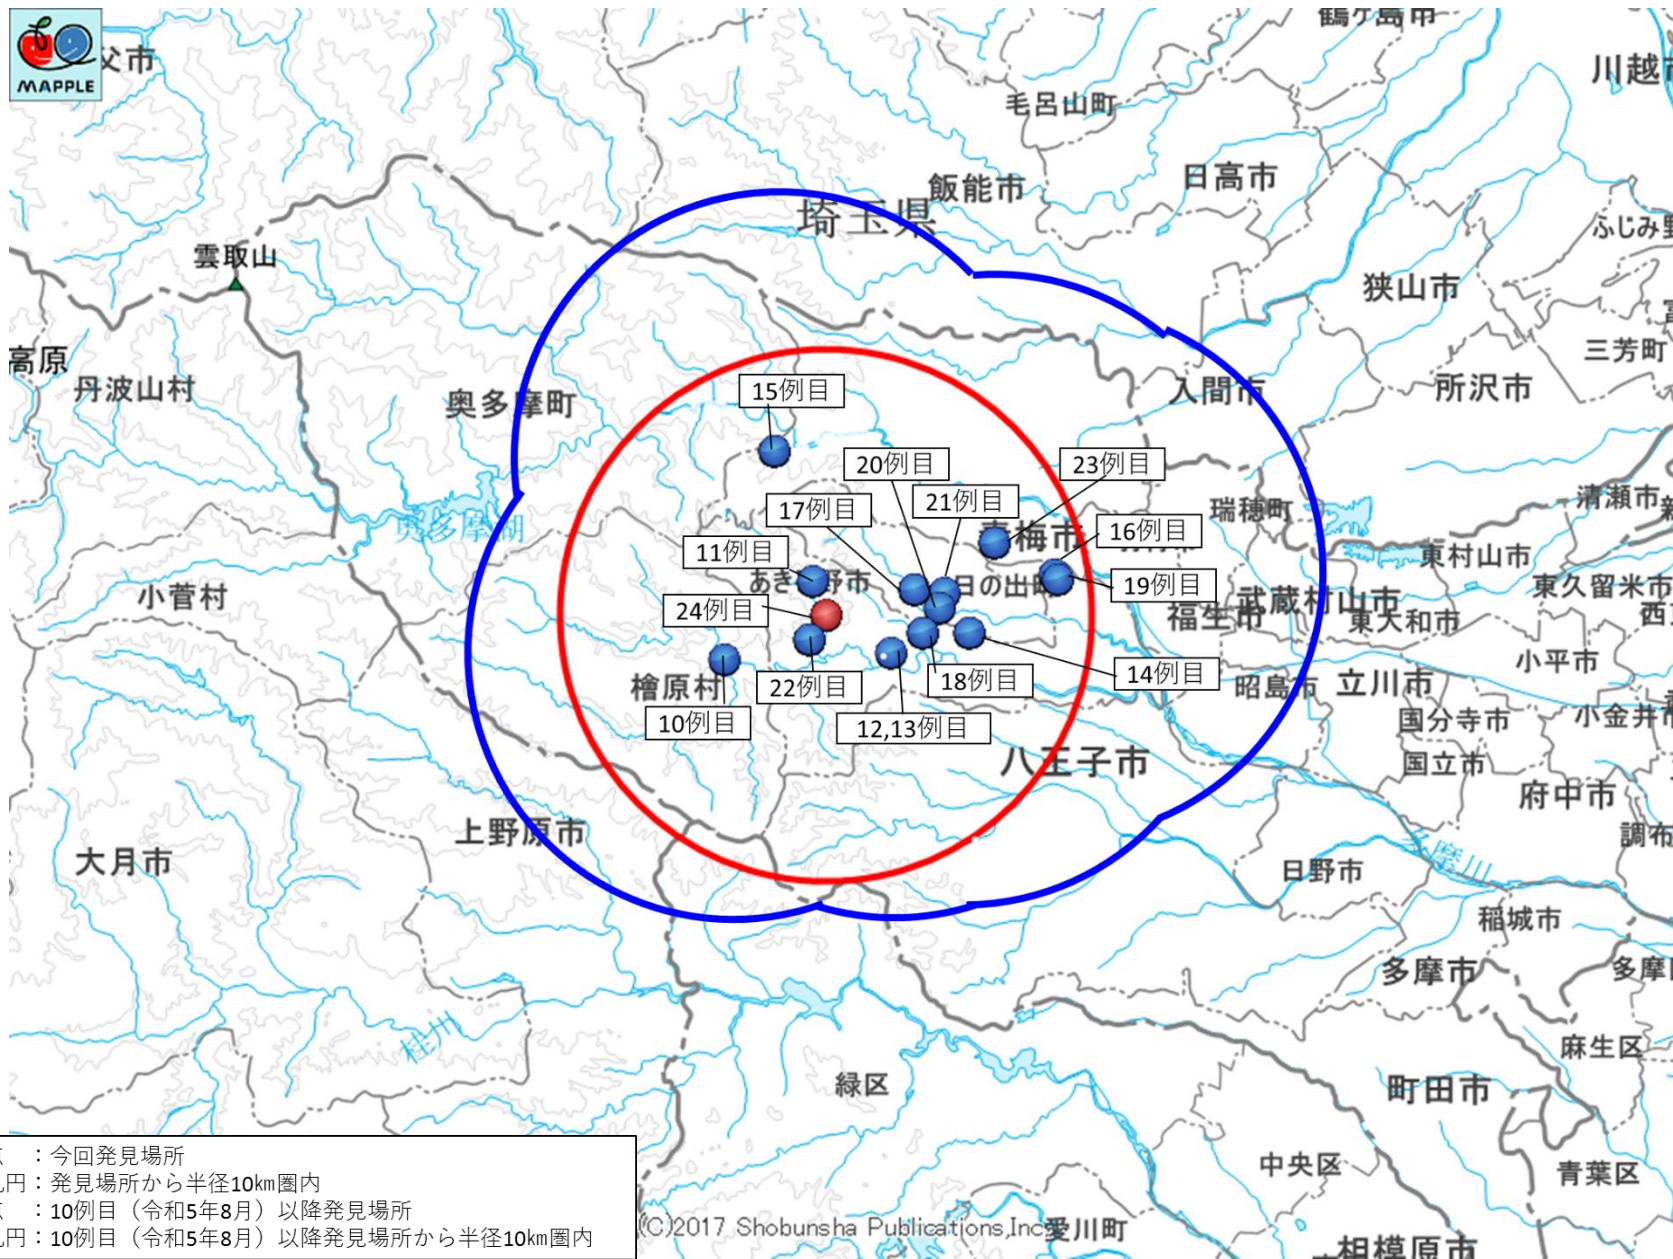 MAPPLE
父市
鶴ヶ島市
川越
毛呂山町
日高市
飯能市
埼玉県
ふじみ野
雲取山
狭山市
三芳町
高原
丹波山村
奥多摩町
入間市
所沢市
15例目
20例目
23例目
21例目
17例目
瑞穂町
清瀬市
奥多摩湖
青梅市
16例目
11例目
東村山市
あきる野市
日の出町
19例目
東久留米市
小菅村
24例目
武蔵村山市
福生市
東大和市
小平市
檜原村
22例目
18例目
14例目
昭島市
立川市
10例目
12,13例目
国分寺市
小金井市
八王子市
国立市
府中市
上野原市
調布
大月市
多摩川
日野市
稲城市
多摩市
多摩
桂川
麻生区
緑区
町田市
：今回発見場所
円：発見場所から半径10㎞圏内
：10例目（令和5年8月）以降発見場所
円：10例目（令和5年8月）以降発見場所から半径10㎞圏内
中央区
青葉区
(C)2017 Shobunsha Publications,Inc
愛川町
相模原市